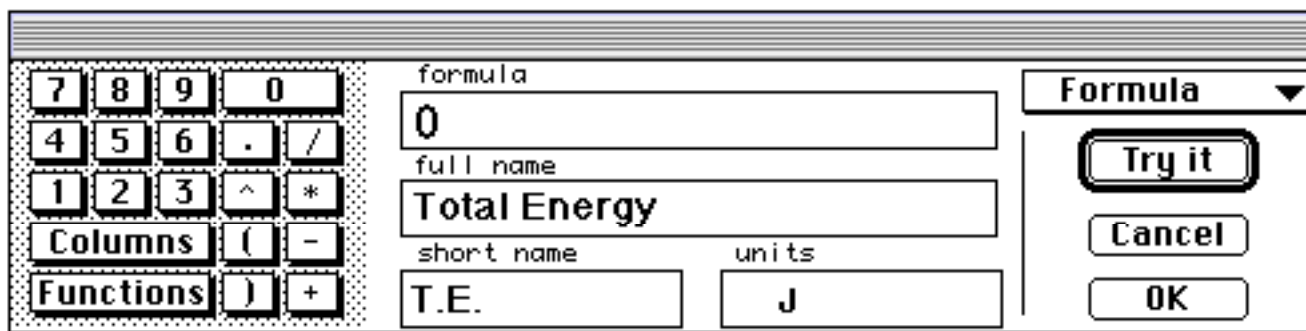 7 8 9 0
4 5 6 . /
1 2 3 ^ *
Columns ( -
Functions ) +
formula
0
full name
Total Energy
short name units
T.E. J
Formula
Try it
Cancel
OK